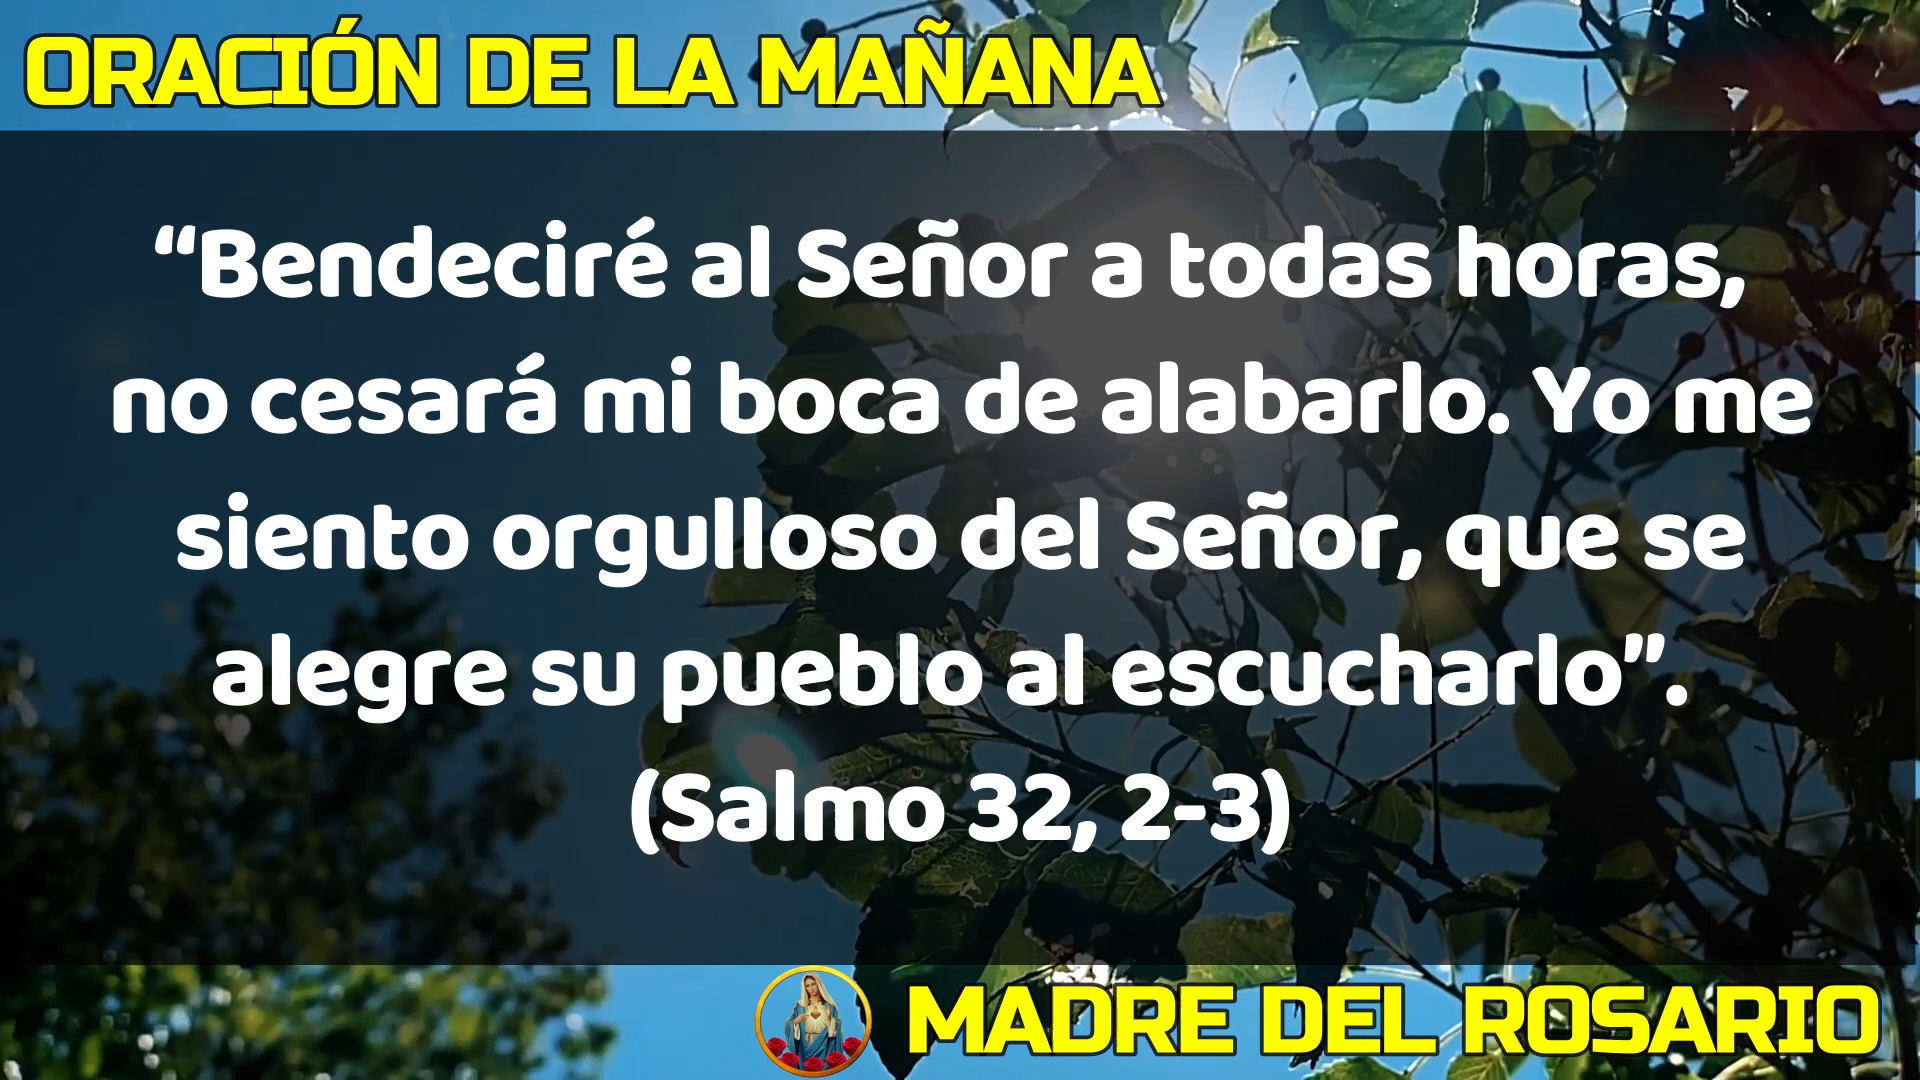 ORACIÓN DE LA MAÑANA
“Bendeciré al Señor a todas horas,
no cesará mi boca de alabarlo. Yo me
siento orgulloso del Señor, que se
alegre su pueblo al escucharlo”.
(Salmo 32, 2-3)
MADRE DEL ROSARIO